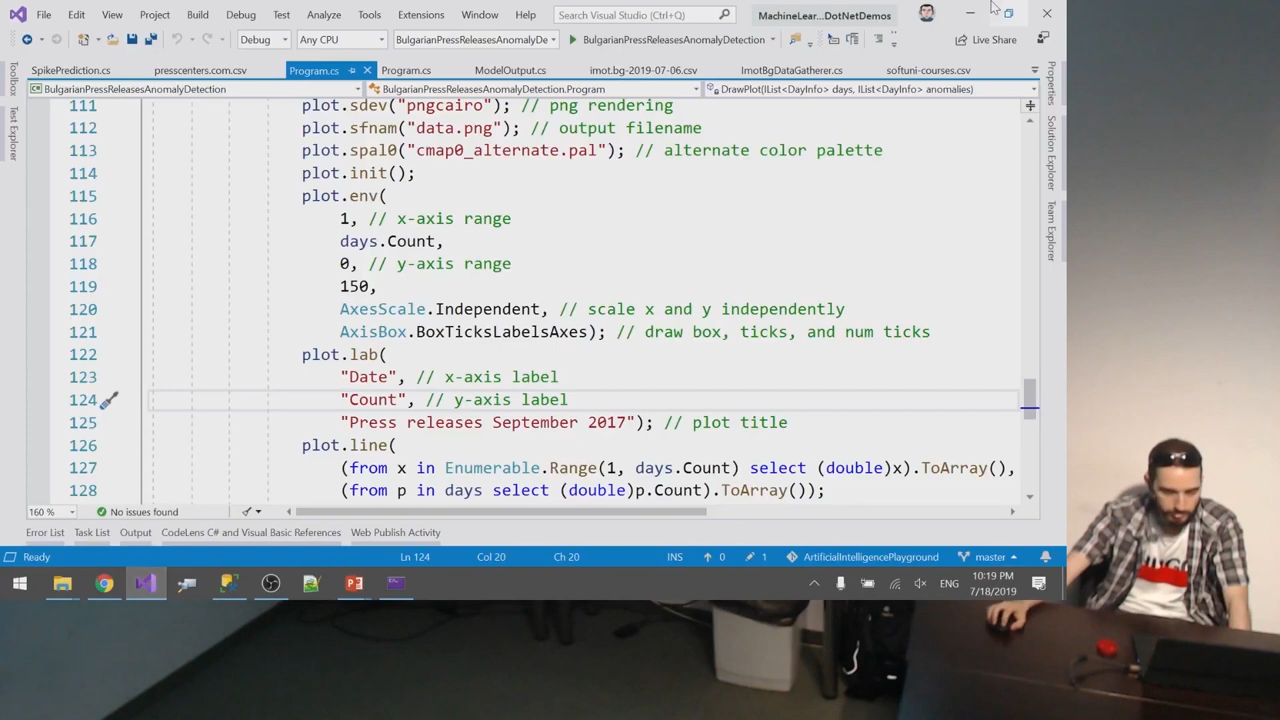 File Edit View Project Build Debug Test Analyze Tools Extensions Window Help Search Visual Studio (Ctrl+Q) MachineLear...DotNetDemos
Debug Any CPU BulgarianPressReleasesAnomalyDe BulgarianPressReleasesAnomalyDetection Live Share
SpikePrediction.cs presscenters.com.csv Program.cs Program.cs ModelOutput.cs imot.bg-2019-07-06.csv ImotBgDataGatherer.cs softuni-courses.csv
BulgarianPressReleasesAnomalyDetection BulgarianPressReleasesAnomalyDetection.Program DrawPlot(IList<DayInfo> days, IList<DayInfo> anomalies)
Toolbox
Test Explorer
Properties
Solution Explorer
Team Explorer
111 plot.sdev("pngcairo"); // png rendering
112 plot.sfnam("data.png"); // output filename
113 plot.spal0("cmap0_alternate.pal"); // alternate color palette
114 plot.init();
115 plot.env(
116 1, // x-axis range
117 days.Count,
118 0, // y-axis range
119 150,
120 AxesScale.Independent, // scale x and y independently
121 AxisBox.BoxTicksLabelsAxes); // draw box, ticks, and num ticks
122 plot.lab(
123 "Date", // x-axis label
124 "Count", // y-axis label
125 "Press releases September 2017"); // plot title
126 plot.line(
127 (from x in Enumerable.Range(1, days.Count) select (double)x).ToArray(),
128 (from p in days select (double)p.Count).ToArray());
160 % No issues found
Error List Task List Output CodeLens C# and Visual Basic References Web Publish Activity
Ready Ln 124 Col 20 Ch 20 INS 0 1 ArtificialIntelligencePlayground master
ENG 10:19 PM
7/18/2019